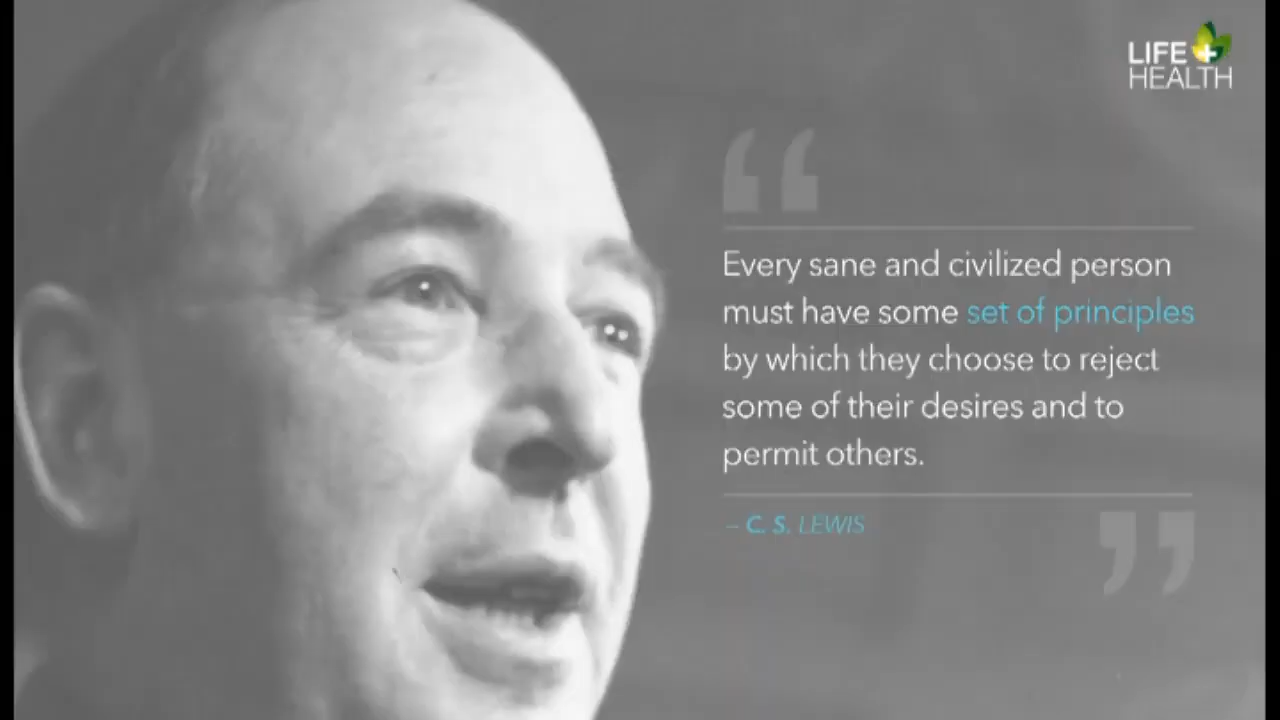 LIFE +
HEALTH
“
Every sane and civilized person
must have some set of principles
by which they choose to reject
some of their desires and to
permit others.
– C. S. LEWIS
”